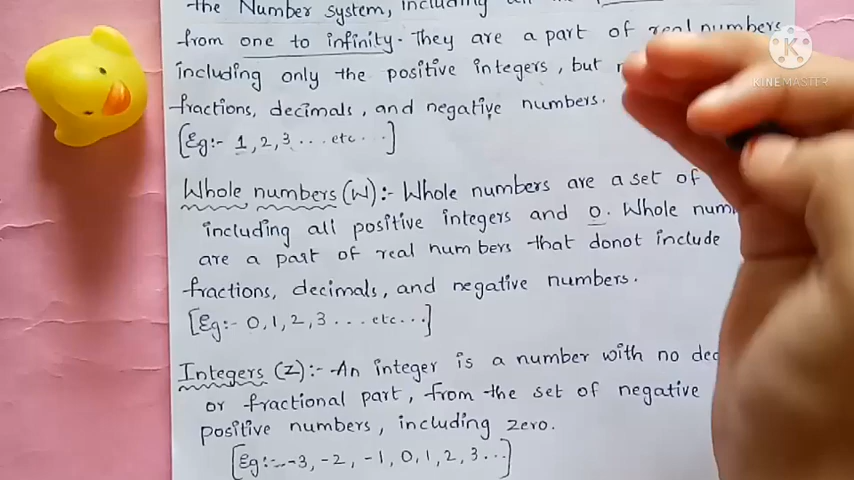 the Number system, including all the
from one to infinity. They are a part of real numbers
including only the positive integers, but
fractions, decimals, and negative numbers.
[Eg:- 1, 2, 3 ... etc ...]
Whole numbers (W):- Whole numbers are a set of
including all positive integers and 0. Whole
are a part of real numbers that donot include
fractions, decimals, and negative numbers.
[Eg:- 0, 1, 2, 3 ... etc ...]
Integers (Z):- An integer is a number with no
or fractional part, from the set of negative
positive numbers, including zero.
[Eg:- -3, -2, -1, 0, 1, 2, 3 ...]
KINEMASTER